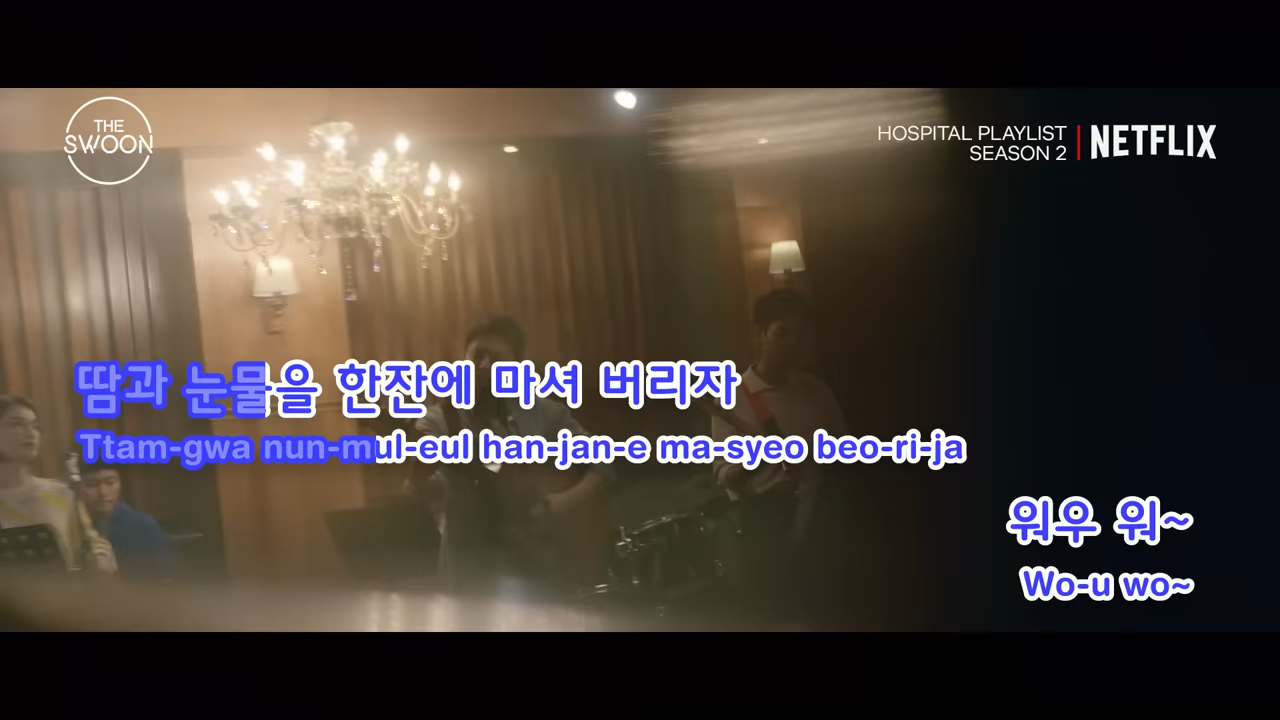 THE
SWOON
HOSPITAL PLAYLIST
SEASON 2
NETFLIX
땀과 눈물을 한잔에 마셔 버리자
Ttam-gwa nun-mul-eul han-jan-e ma-syeo beo-ri-ja
워우 워~
Wo-u wo~